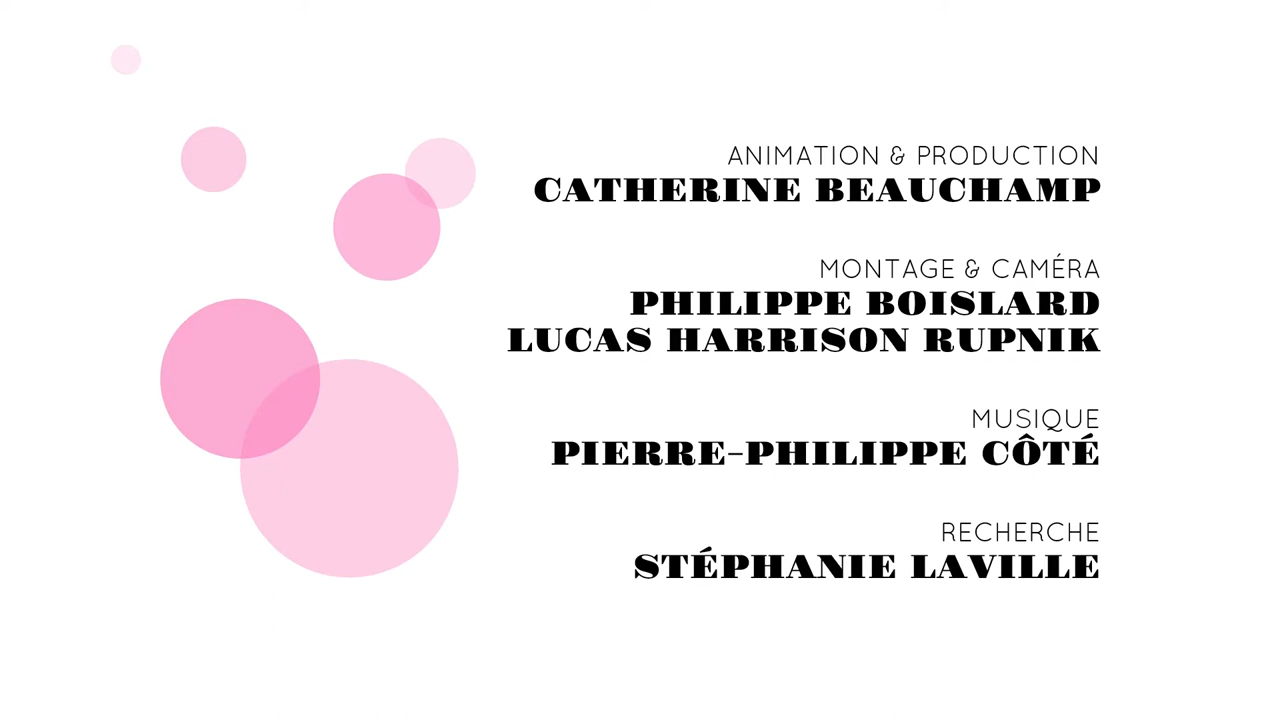 ANIMATION & PRODUCTION
CATHERINE BEAUCHAMP
MONTAGE & CAMÉRA
PHILIPPE BOISLARD
LUCAS HARRISON RUPNIK
MUSIQUE
PIERRE-PHILIPPE CÔTÉ
RECHERCHE
STÉPHANIE LAVILLE